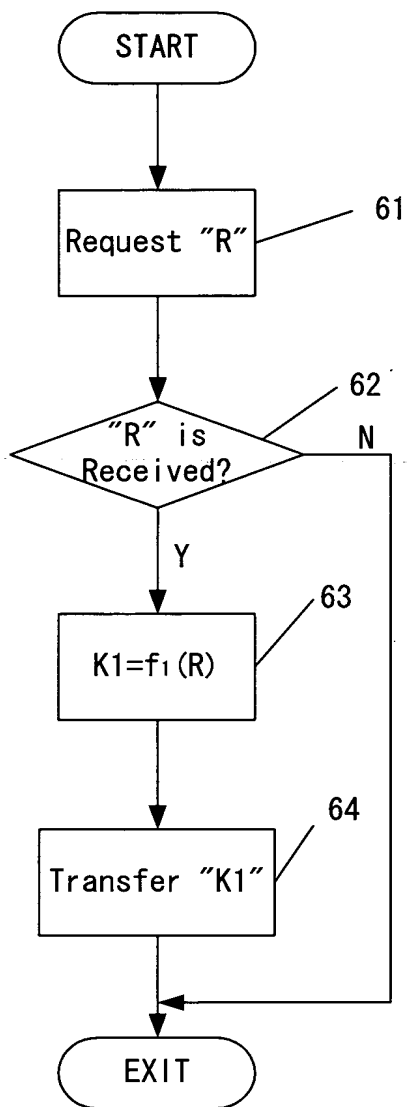 START
Request "R"
61
62
"R" is
Received?
N
Y
63
K1=f₁(R)
64
Transfer "K1"
EXIT